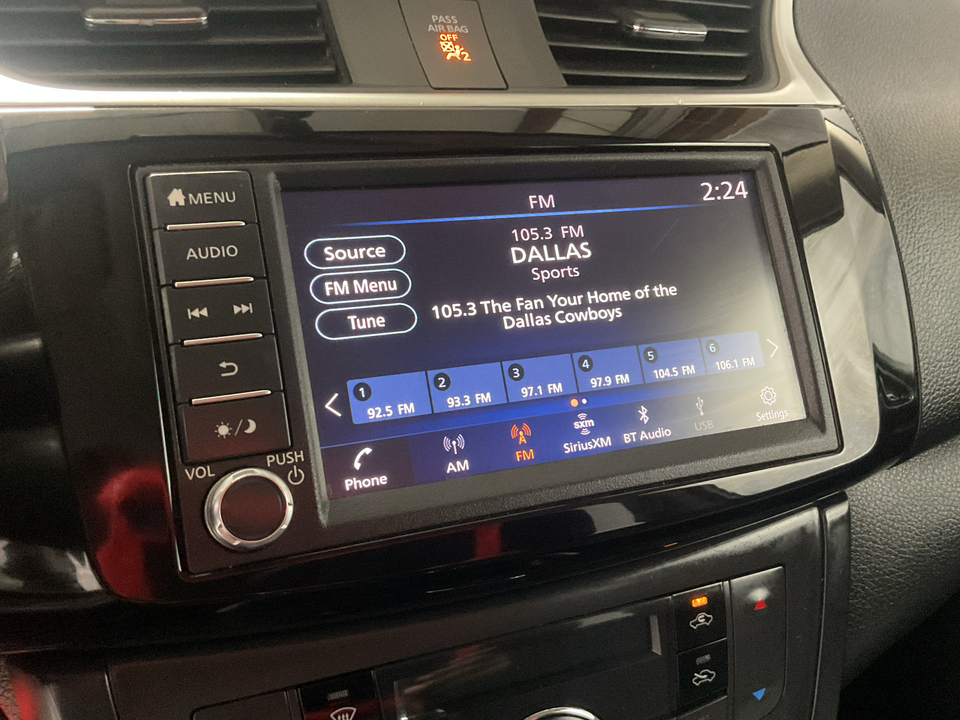 PASS
AIR BAG
OFF
2
MENU
AUDIO
VOL
PUSH
FM
2:24
Source
FM Menu
Tune
105.3 FM
DALLAS
Sports
105.3 The Fan Your Home of the
Dallas Cowboys
1 92.5 FM
2 93.3 FM
3 97.1 FM
4 97.9 FM
5 104.5 FM
6 106.1 FM
Phone
AM
FM
sxm
SiriusXM
BT Audio
USB
Settings